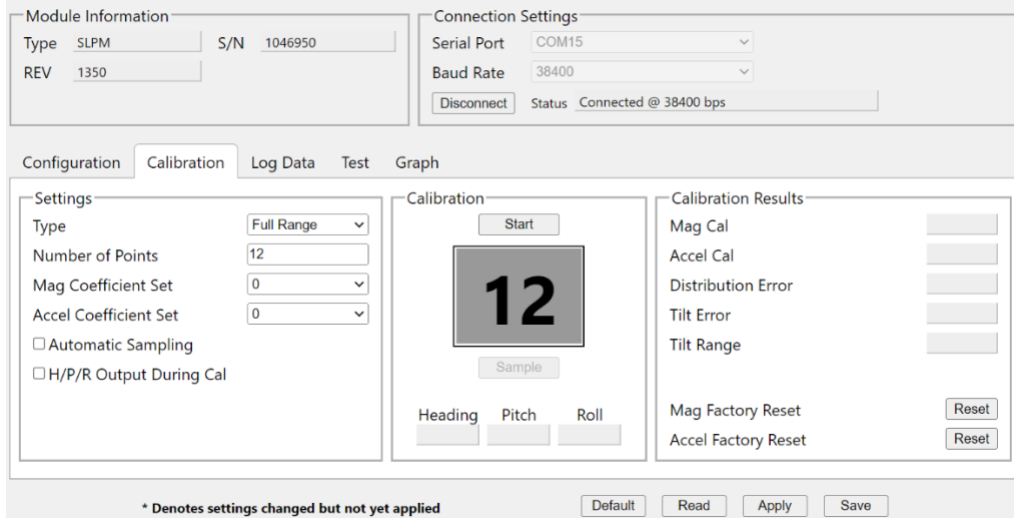 Module Information
Type SLPM S/N 1046950
REV 1350
Connection Settings
Serial Port COM15
Baud Rate 38400
Disconnect Status Connected @ 38400 bps
Configuration Calibration Log Data Test Graph
Settings
Type Full Range
Number of Points 12
Mag Coefficient Set 0
Accel Coefficient Set 0
Automatic Sampling
H/P/R Output During Cal
Calibration
Start
12
Sample
Heading Pitch Roll
Calibration Results
Mag Cal
Accel Cal
Distribution Error
Tilt Error
Tilt Range
Mag Factory Reset Reset
Accel Factory Reset Reset
* Denotes settings changed but not yet applied Default Read Apply Save